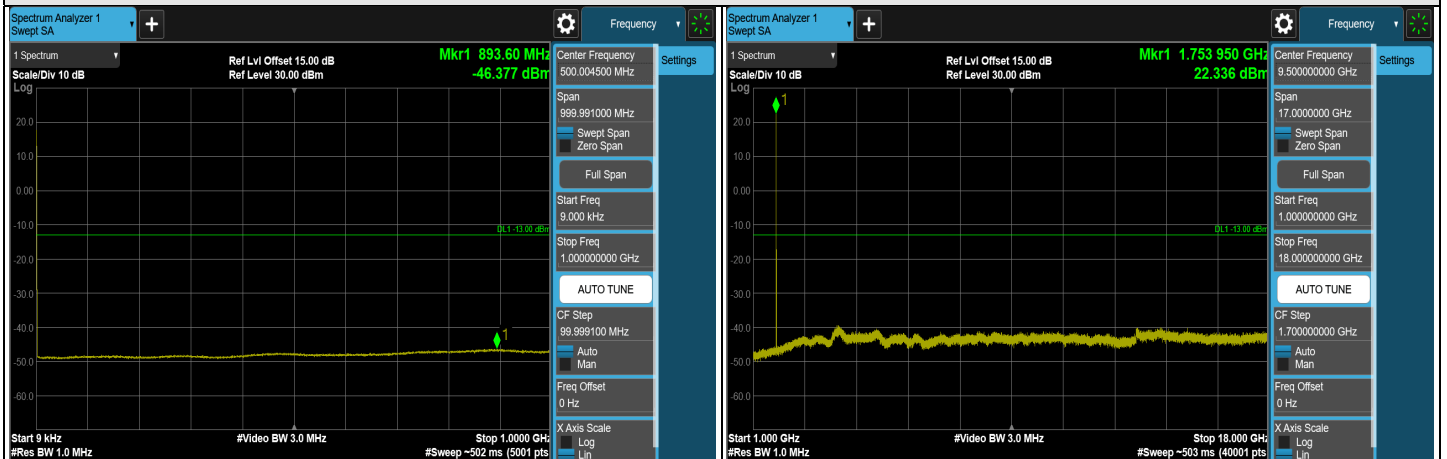 Spectrum Analyzer 1
Swept SA
+
Frequency
1 Spectrum
Scale/Div 10 dB
Log
Ref Lvl Offset 15.00 dB
Ref Level 30.00 dBm
Mkr1 893.60 MHz
-46.377 dBm
20.0
10.0
0.00
-10.0
-20.0
-30.0
-40.0
-50.0
-60.0
DL1 -13.00 dBm
1
Start 9 kHz
#Res BW 1.0 MHz
#Video BW 3.0 MHz
Stop 1.0000 GHz
#Sweep ~502 ms (5001 pts
Center Frequency
500.004500 MHz
Settings
Span
999.991000 MHz
Swept Span
Zero Span
Full Span
Start Freq
9.000 kHz
Stop Freq
1.000000000 GHz
AUTO TUNE
CF Step
99.999100 MHz
Auto
Man
Freq Offset
0 Hz
X Axis Scale
Log
Lin
Spectrum Analyzer 1
Swept SA
+
Frequency
1 Spectrum
Scale/Div 10 dB
Log
Ref Lvl Offset 15.00 dB
Ref Level 30.00 dBm
Mkr1 1.753 950 GHz
22.336 dBm
20.0
10.0
0.00
-10.0
-20.0
-30.0
-40.0
-50.0
-60.0
DL1 -13.00 dBm
1
Start 1.000 GHz
#Res BW 1.0 MHz
#Video BW 3.0 MHz
Stop 18.000 GHz
#Sweep ~503 ms (40001 pts
Center Frequency
9.500000000 GHz
Settings
Span
17.0000000 GHz
Swept Span
Zero Span
Full Span
Start Freq
1.000000000 GHz
Stop Freq
18.000000000 GHz
AUTO TUNE
CF Step
1.700000000 GHz
Auto
Man
Freq Offset
0 Hz
X Axis Scale
Log
Lin